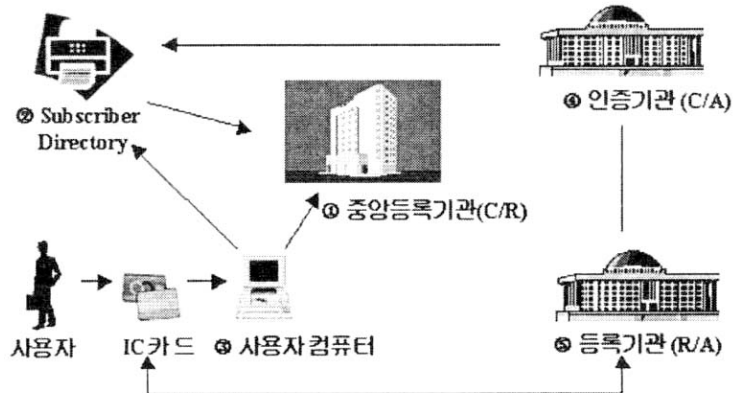 ④ 인증기관 (C/A)
② Subscriber
Directory
① 중앙등록기관(C/R)
사용자
IC카드
③ 사용자컴퓨터
⑤ 등록기관 (R/A)